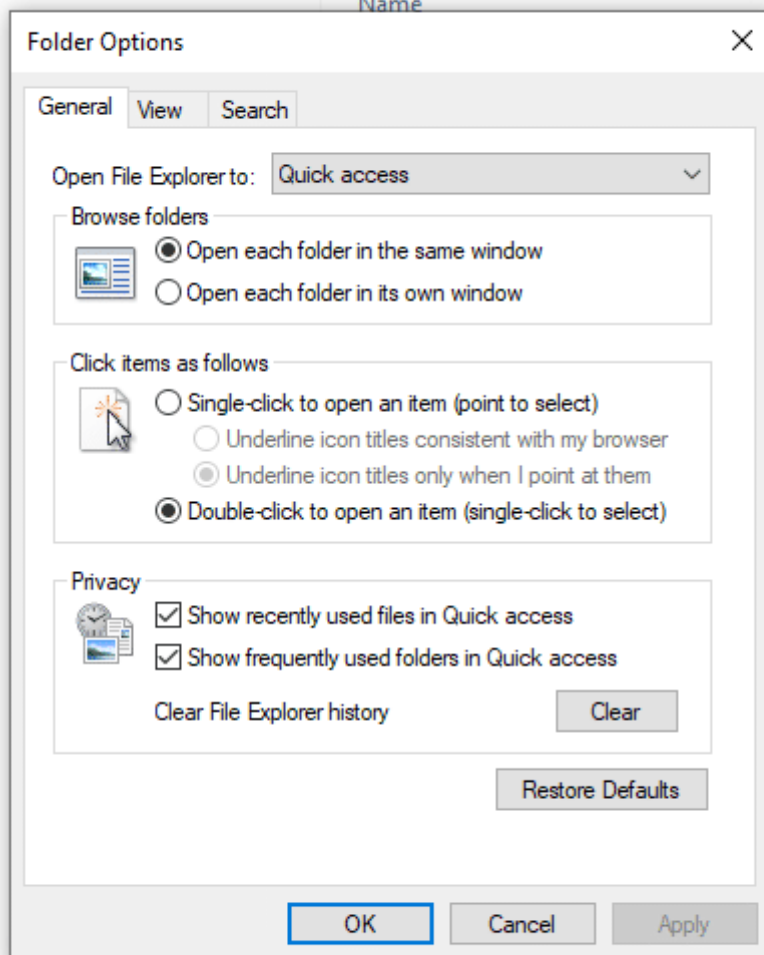 Name
Folder Options
General View Search
Open File Explorer to: Quick access
Browse folders
Open each folder in the same window
Open each folder in its own window
Click items as follows
Single-click to open an item (point to select)
Underline icon titles consistent with my browser
Underline icon titles only when I point at them
Double-click to open an item (single-click to select)
Privacy
Show recently used files in Quick access
Show frequently used folders in Quick access
Clear File Explorer history Clear
Restore Defaults
OK Cancel Apply